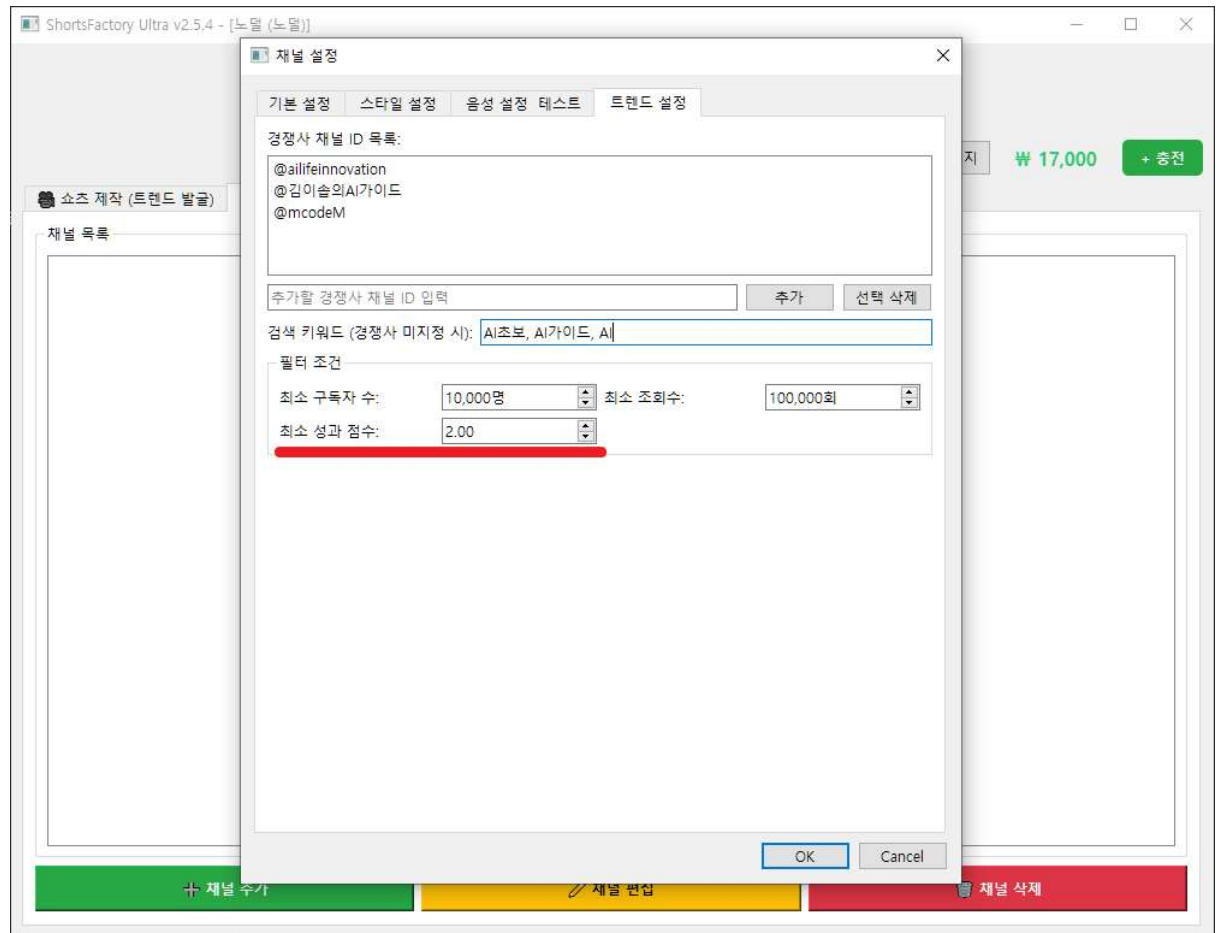 ShortsFactory Ultra v2.5.4 - [노덜 (노덜)]
채널 설정
기본 설정 스타일 설정 음성 설정 테스트 트렌드 설정
경쟁사 채널 ID 목록:
@ailifeinnovation
@김이솔의AI가이드
@mcodeM
지 ₩ 17,000 + 충전
쇼츠 제작 (트렌드 발굴)
채널 목록
추가할 경쟁사 채널 ID 입력 추가 선택 삭제
검색 키워드 (경쟁사 미지정 시): AI초보, AI가이드, AI
필터 조건
최소 구독자 수: 10,000명 최소 조회수: 100,000회
최소 성과 점수: 2.00
OK Cancel
채널 추가 채널 편집 채널 삭제